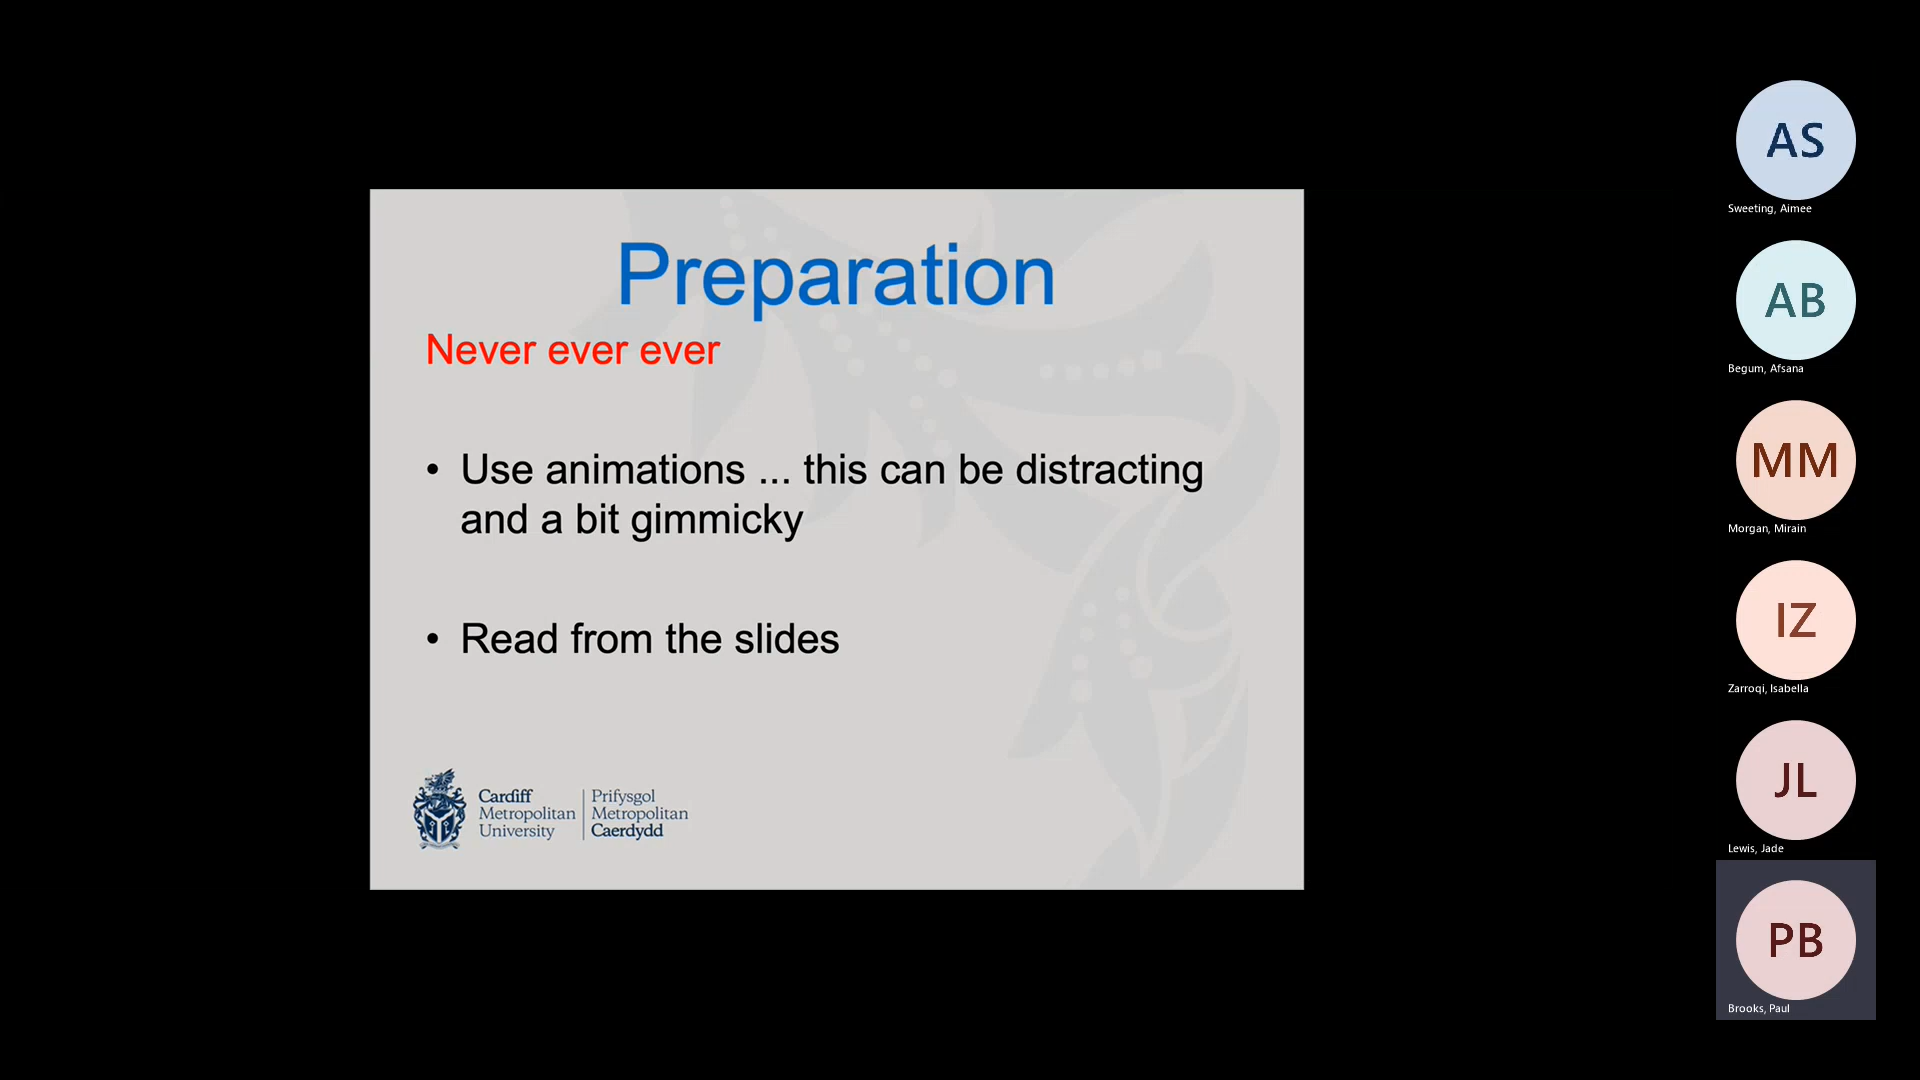 Preparation
Never ever ever
• Use animations ... this can be distracting
and a bit gimmicky
• Read from the slides
Cardiff
Metropolitan
University
Prifysgol
Metropolitan
Caerdydd
AS
Sweeting, Aimee
AB
Begum, Afsana
MM
Morgan, Mirain
IZ
Zarroqi, Isabella
JL
Lewis, Jade
PB
Brooks, Paul